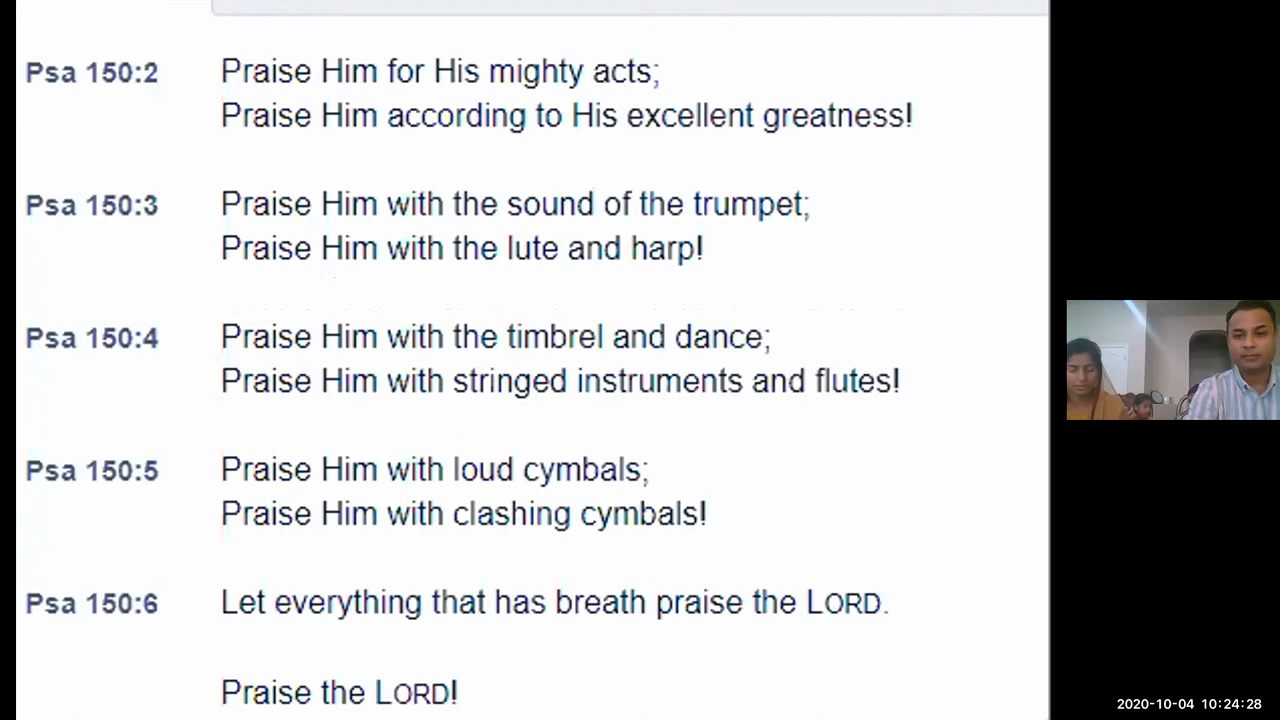 Psa 150:2 Praise Him for His mighty acts;
Praise Him according to His excellent greatness!
Psa 150:3 Praise Him with the sound of the trumpet;
Praise Him with the lute and harp!
Psa 150:4 Praise Him with the timbrel and dance;
Praise Him with stringed instruments and flutes!
Psa 150:5 Praise Him with loud cymbals;
Praise Him with clashing cymbals!
Psa 150:6 Let everything that has breath praise the LORD.
Praise the LORD!
2020-10-04 10:24:28